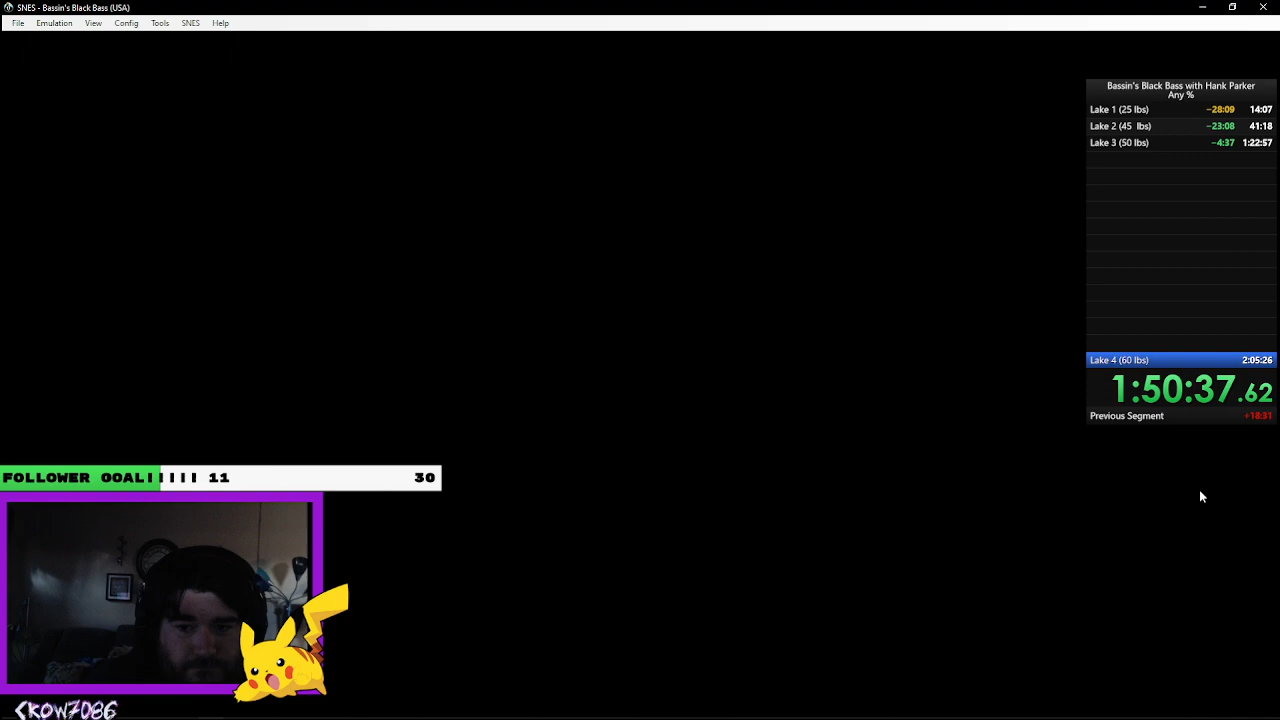 SNES - Bassin's Black Bass (USA)
File Emulation View Config Tools SNES Help
Bassin's Black Bass with Hank Parker
Any %
Lake 1 (25 lbs) −28:09 14:07
Lake 2 (45 lbs) −23:08 41:18
Lake 3 (50 lbs) −4:37 1:22:57
Lake 4 (60 lbs) 2:05:26
1:50:37.62
Previous Segment +18:31
FOLLOWER GOAL!!!!! 11 30
CROW7086